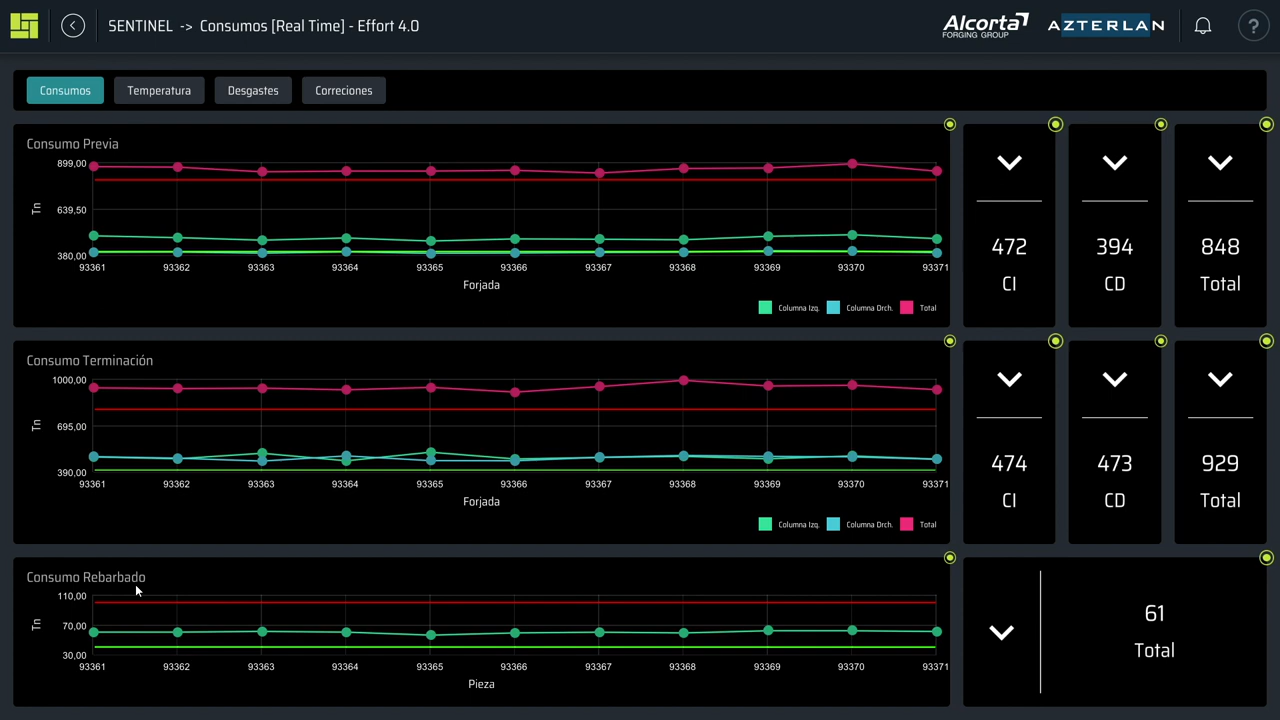 SENTINEL -> Consumos [Real Time] - Effort 4.0
Alcorta
FORGING GROUP
AZTERLAN
?
Consumos
Temperatura
Desgastes
Correciones
Consumo Previa
899,00
639,50
380,00
Tn
93361 93362 93363 93364 93365 93366 93367 93368 93369 93370 93371
Forjada
Columna Izq. Columna Drch. Total
472
CI
394
CD
848
Total
Consumo Terminación
1000,00
695,00
390,00
Tn
93361 93362 93363 93364 93365 93366 93367 93368 93369 93370 93371
Forjada
Columna Izq. Columna Drch. Total
474
CI
473
CD
929
Total
Consumo Rebarbado
110,00
70,00
30,00
Tn
93361 93362 93363 93364 93365 93366 93367 93368 93369 93370 93371
Pieza
61
Total